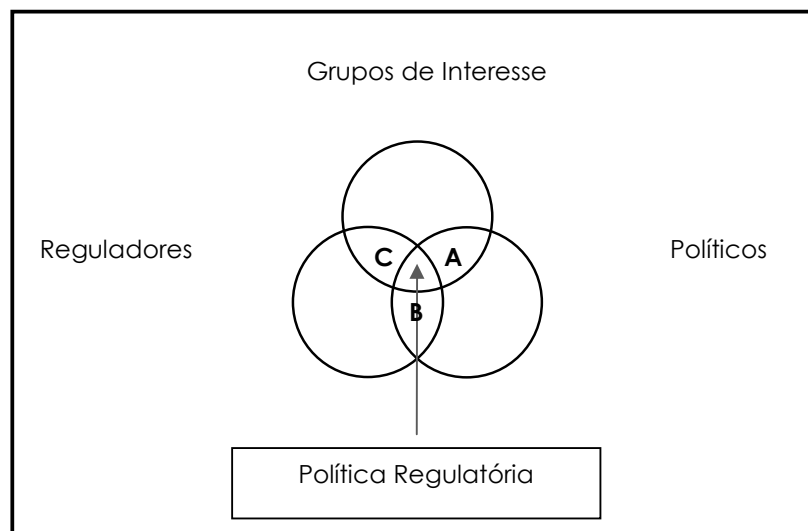 Grupos de Interesse
Reguladores
Políticos
C
A
B
Política Regulatória